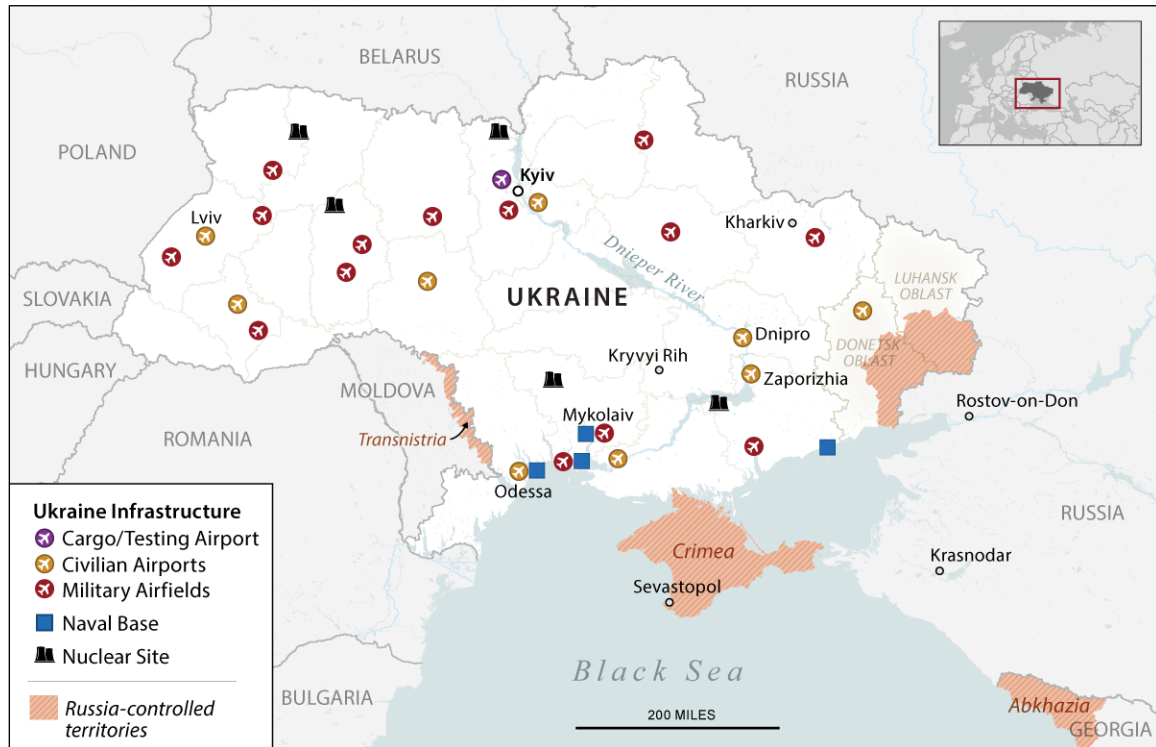 BELARUS
RUSSIA
POLAND
Kyiv
Lviv
Kharkiv
Dnieper River
LUHANSK
OBLAST
SLOVAKIA
UKRAINE
Dnipro
DONETSK
OBLAST
HUNGARY
Kryvyi Rih
MOLDOVA
Zaporizhia
Rostov-on-Don
Mykolaiv
ROMANIA
Transnistria
Odessa
RUSSIA
Crimea
Krasnodar
Sevastopol
Black Sea
BULGARIA
Abkhazia
GEORGIA
200 MILES
Ukraine Infrastructure
Cargo/Testing Airport
Civilian Airports
Military Airfields
Naval Base
Nuclear Site
Russia-controlled
territories